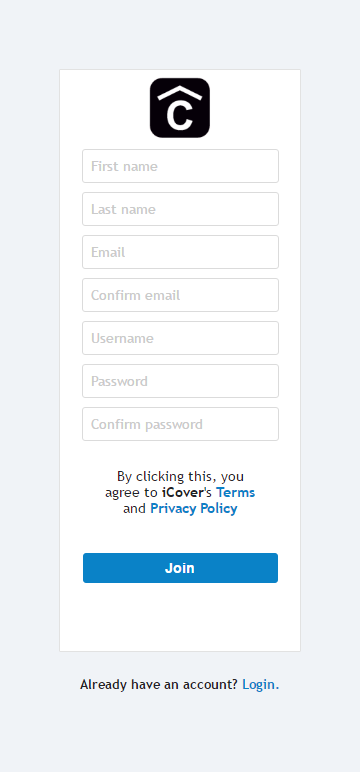 C
First name
Last name
Email
Confirm email
Username
Password
Confirm password
By clicking this, you
agree to iCover's Terms
and Privacy Policy
Join
Already have an account? Login.